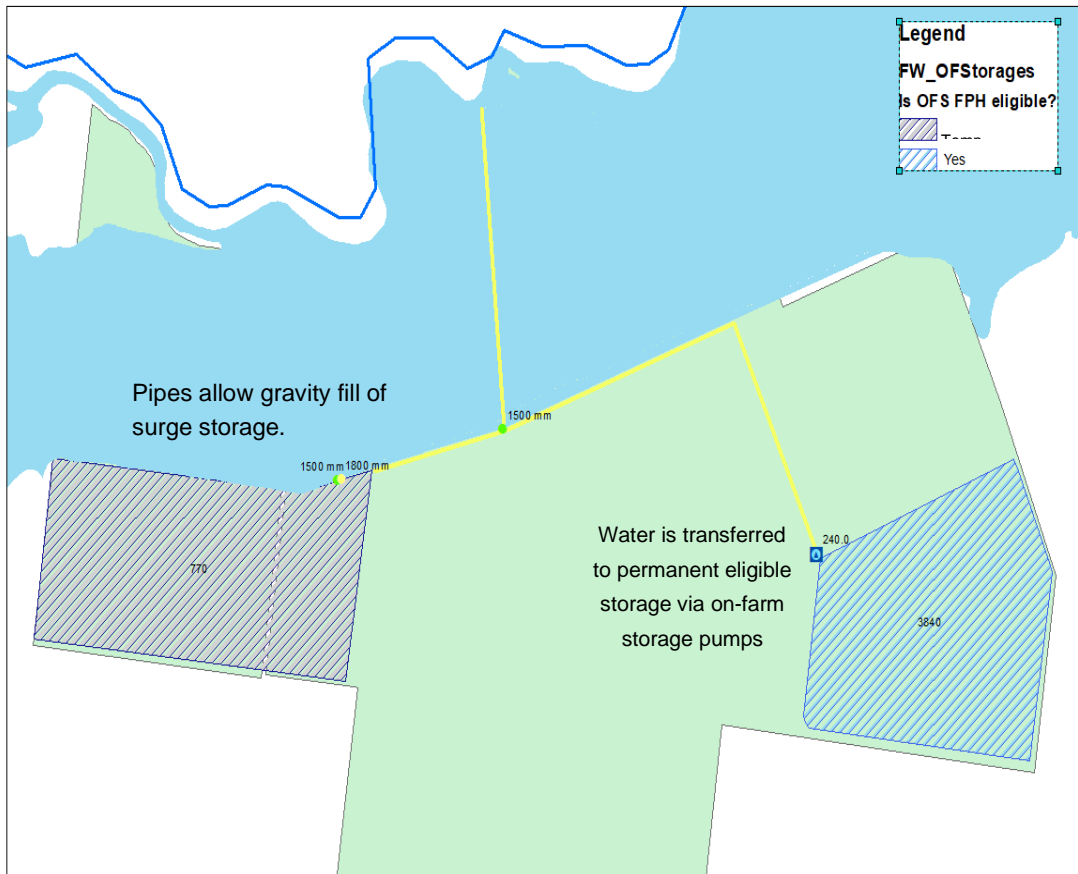 Legend
FW_OFStorages
Is OFS FPH eligible?
Yes
1500 mm
Pipes allow gravity fill of
surge storage.
1500 mm 1800 mm
Water is transferred
to permanent eligible
storage via on-farm
storage pumps
240.0
770
3840